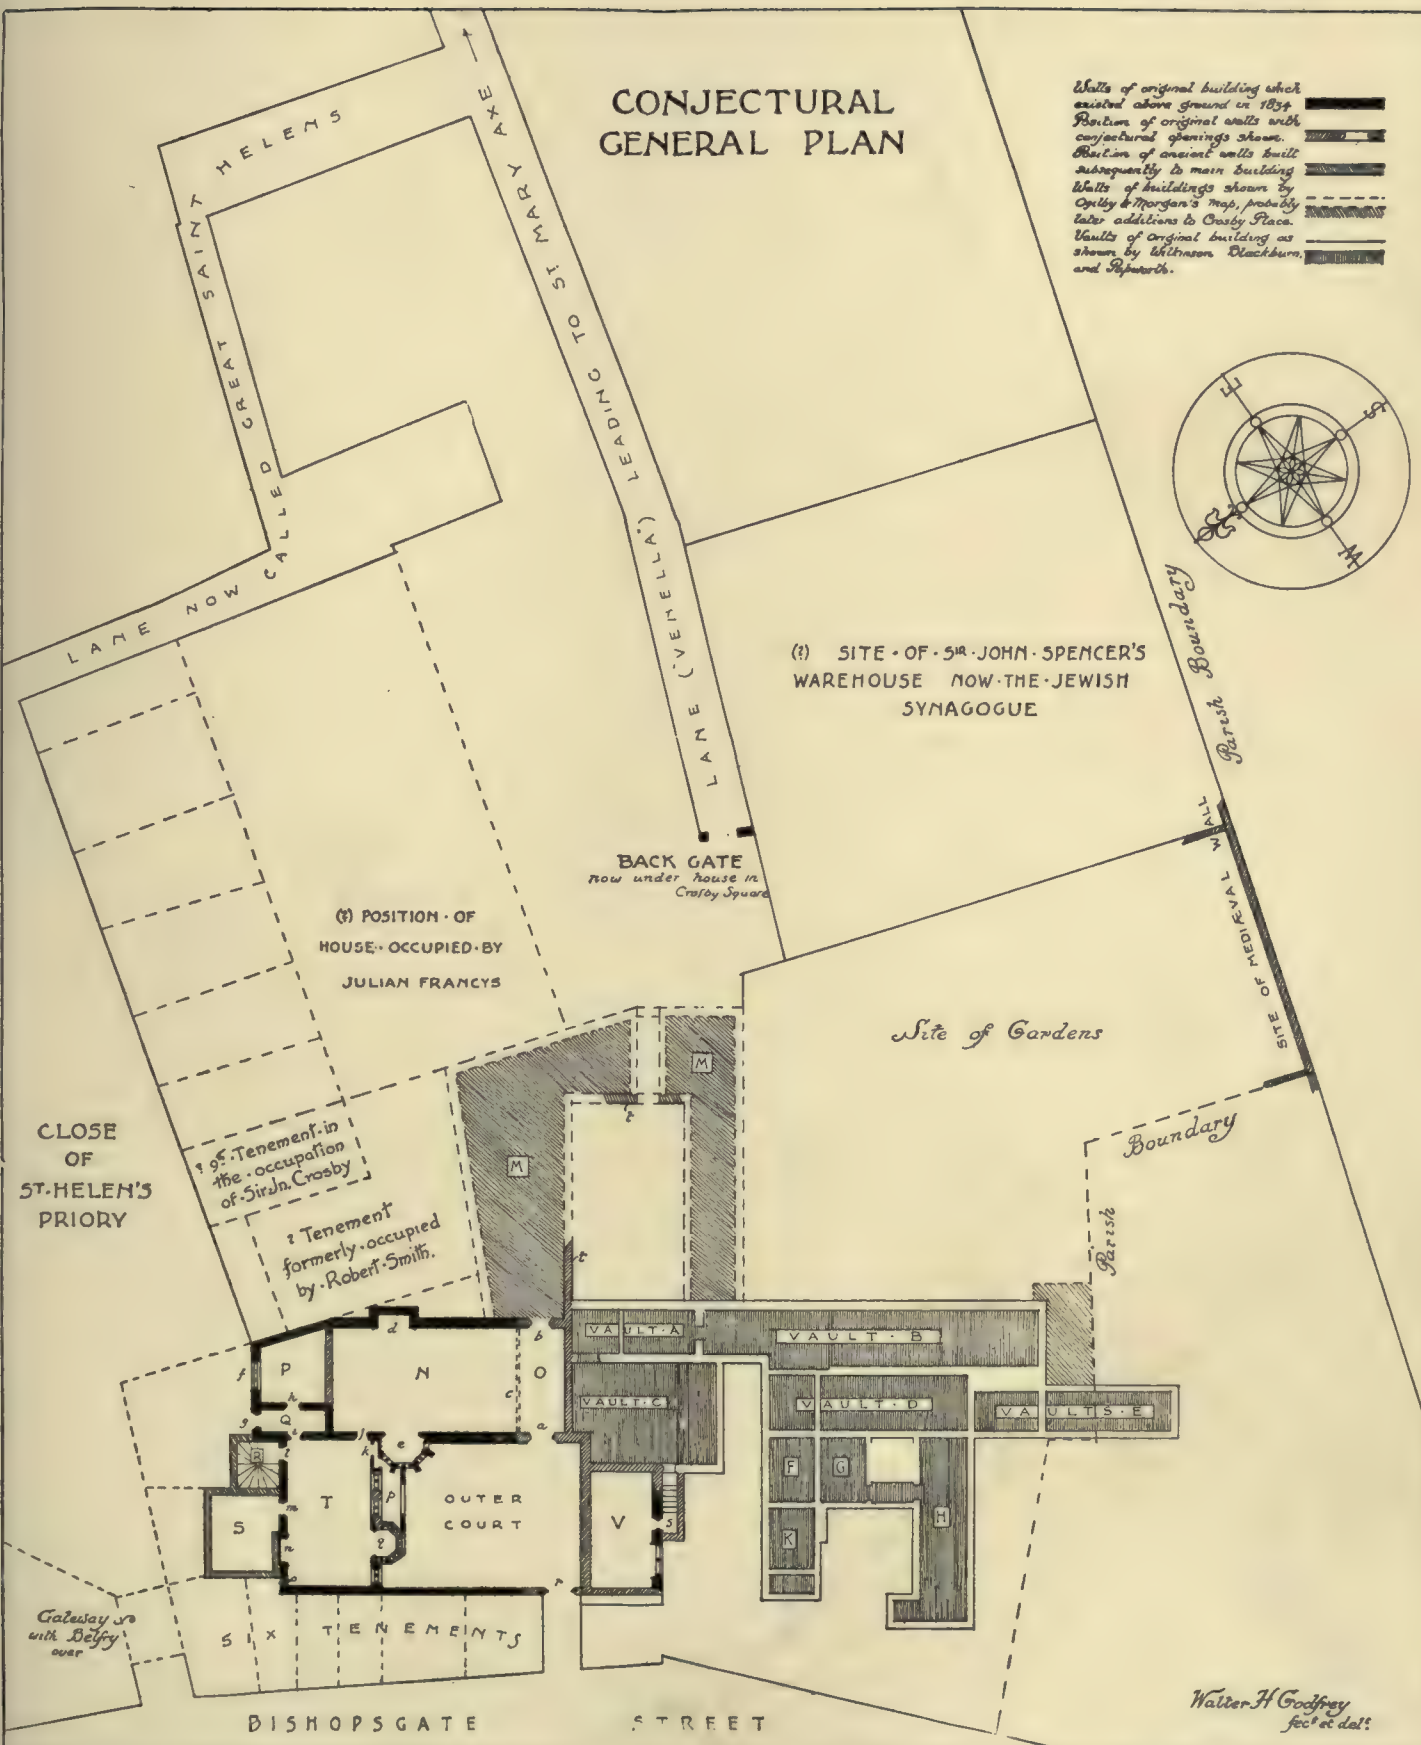 CONJECTURAL
GENERAL PLAN
Walls of original building which
existed above ground in 1834
Position of original walls with
conjectural openings shown.
Position of ancient walls built
subsequently to main building
Walls of buildings shown by
Ogilby & Morgan's map, probably
later additions to Crosby Place.
Vaults of original building as
shown by Wilkinson Blackburn,
and Papworth.
E
S
W
LANE NOW CALLED GREAT SAINT HELENS
LANE ('VENELLA') LEADING TO ST. MARY AXE
(?) SITE · OF · SIR · JOHN · SPENCER'S
WAREHOUSE NOW · THE · JEWISH
SYNAGOGUE
Parish Boundary
BACK GATE
now under house in
Crosby Square
SITE OF MEDIÆVAL WALL
(?) POSITION · OF
HOUSE · OCCUPIED · BY
JULIAN FRANCYS
Site of Gardens
M
M
t
t
Parish Boundary
CLOSE
OF
ST. HELEN'S
PRIORY
? 9s. Tenement · in
the · occupation
of · Sir Jn. Crosby
? Tenement
formerly · occupied
by · Robert · Smith.
d
b
VAULT · A
VAULT · B
f
P
N
O
c
h
VAULT · C
VAULT · D
VAULTS · E
g
Q
i
j
k
e
a
R
l
T
p
OUTER
COURT
F
G
S
m
n
q
V
s
K
H
o
r
Gateway
with Belfry
over
SIX TENEMENTS
BISHOPSGATE STREET
Walter H Godfrey
fect. et delt.